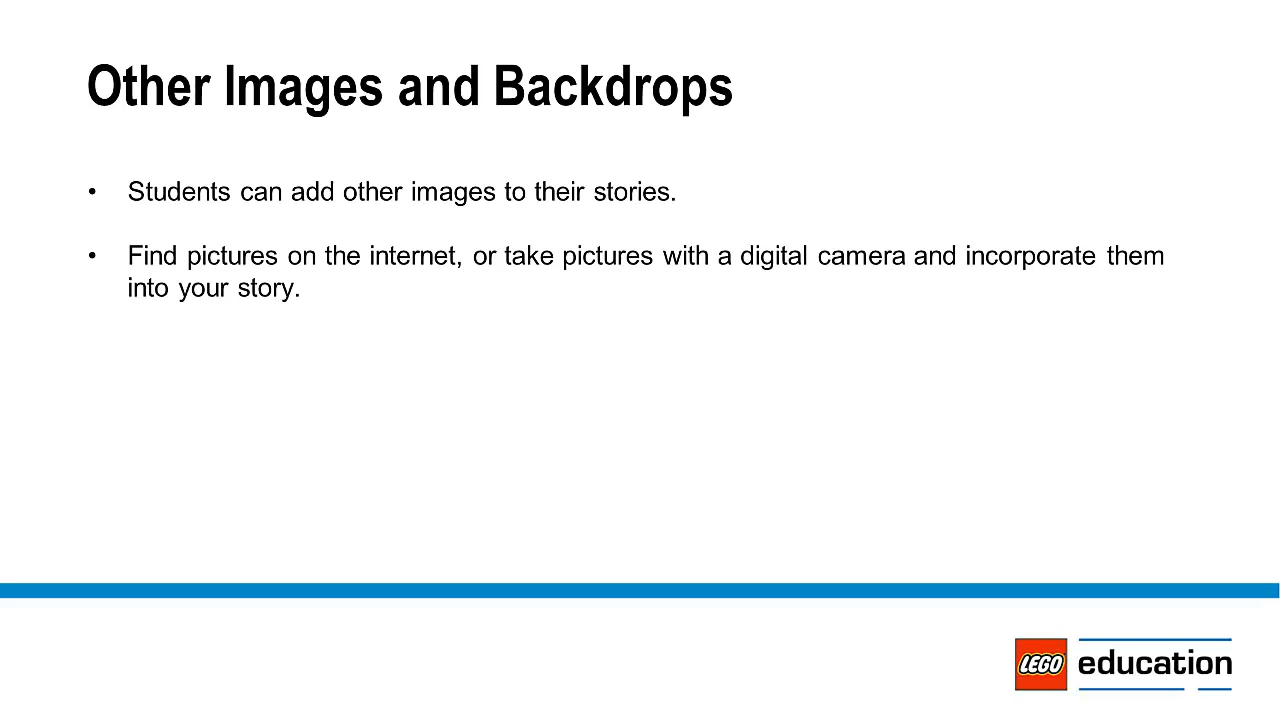 Other Images and Backdrops
• Students can add other images to their stories.
• Find pictures on the internet, or take pictures with a digital camera and incorporate them
into your story.
LEGO education